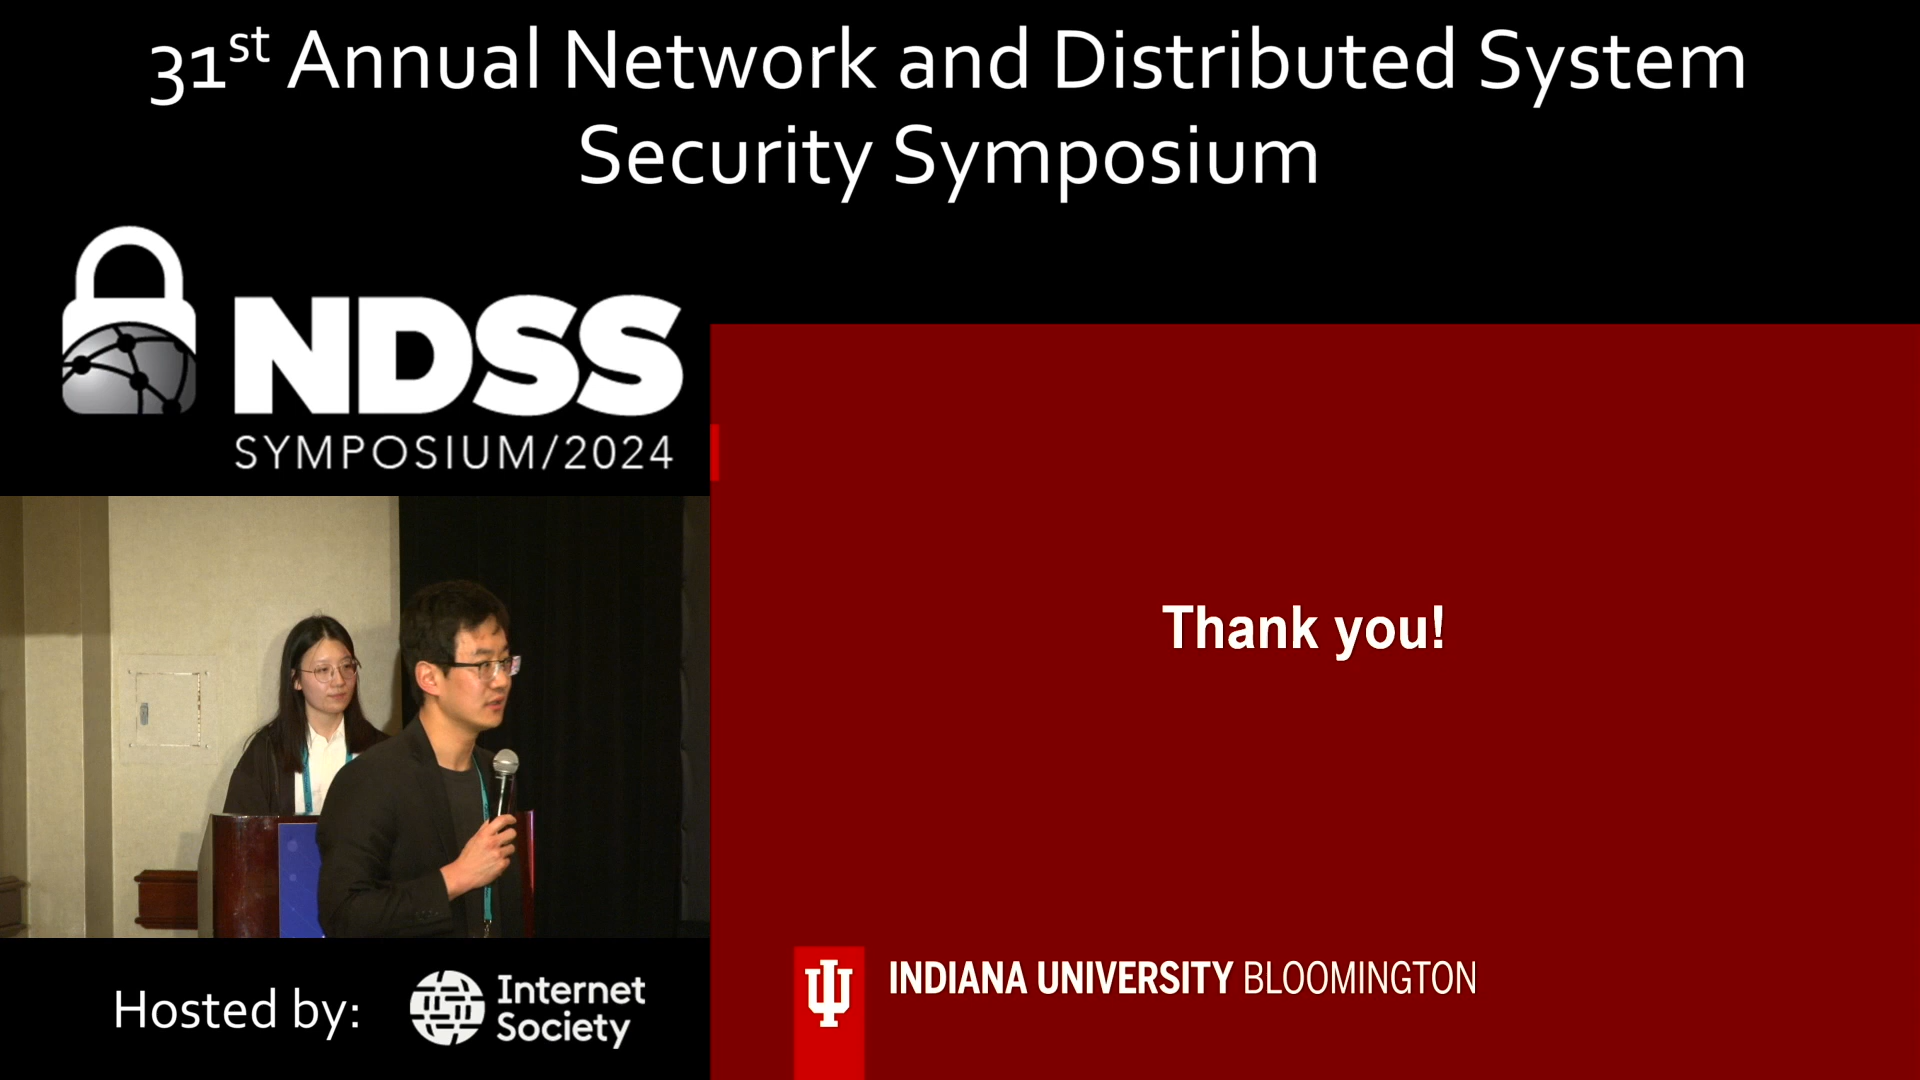 31st Annual Network and Distributed System
Security Symposium
NDSS
SYMPOSIUM/2024
Thank you!
INDIANA UNIVERSITY BLOOMINGTON
Hosted by:
Internet
Society